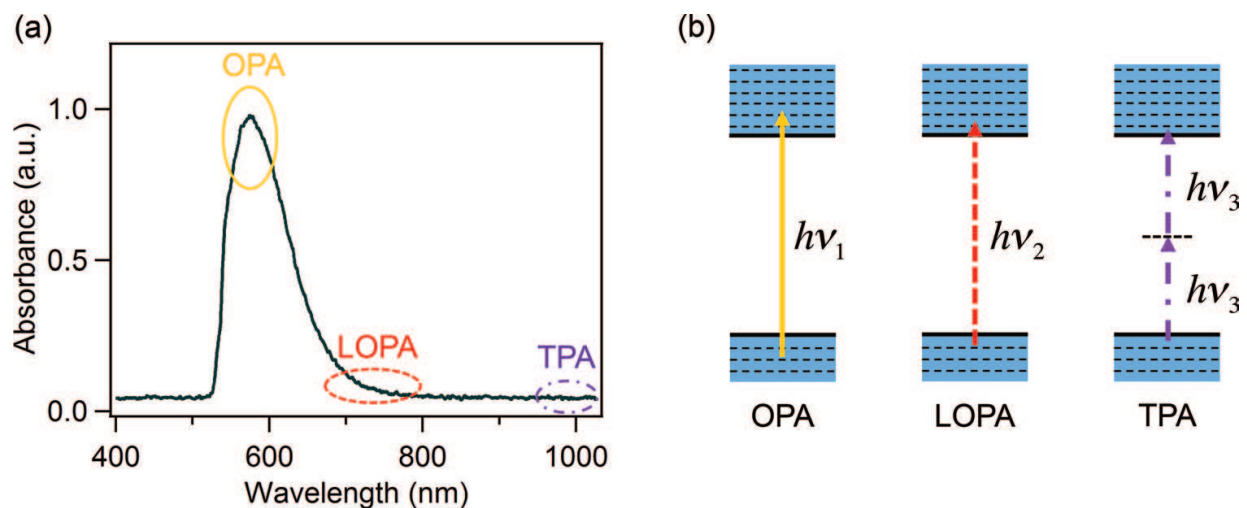 (a)
OPA
LOPA
TPA
1.0
0.5
0.0
Absorbance (a.u.)
400
600
800
1000
Wavelength (nm)
(b)
hν₁
hν₂
hν₃
hν₃
OPA
LOPA
TPA